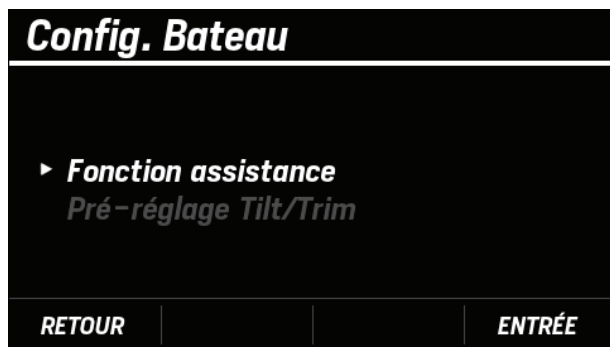 Config. Bateau
Fonction assistance
Pré-réglage Tilt/Trim
RETOUR ENTRÉE